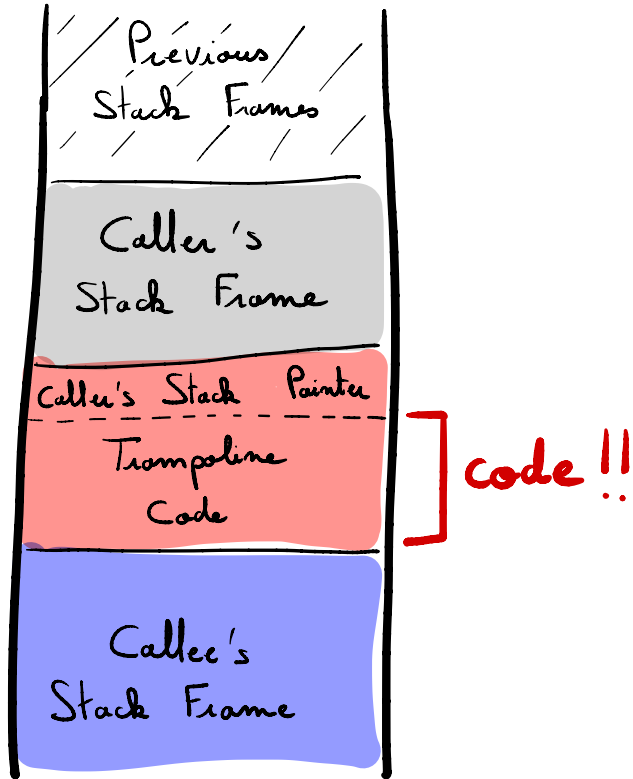 Previous
Stack Frames
Caller's
Stack Frame
Caller's Stack Pointer
Trampoline
Code
code !!
Callee's
Stack Frame